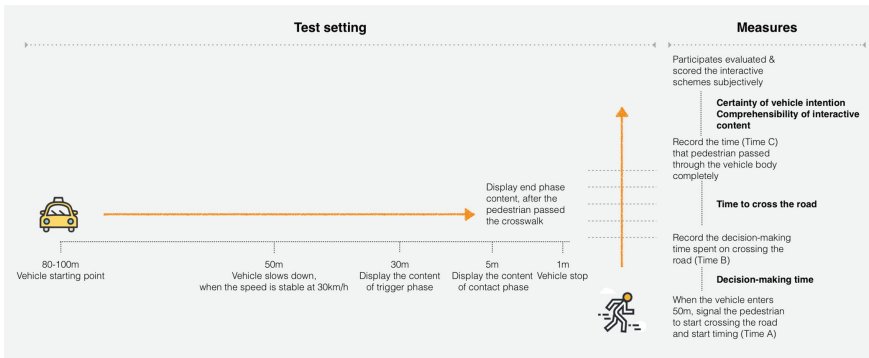 Test setting
Measures
Participates evaluated &
scored the interactive
schemes subjectively
Certainty of vehicle intention
Comprehensibility of interactive
content
Record the time (Time C)
that pedestrian passed
through the vehicle body
completely
Display end phase
content, after the
pedestrian passed
the crosswalk
Time to cross the road
Record the decision-making
time spent on crossing the
road (Time B)
Decision-making time
When the vehicle enters
50m, signal the pedestrian
to start crossing the road
and start timing (Time A)
80-100m
Vehicle starting point
50m
Vehicle slows down,
when the speed is stable at 30km/h
30m
Display the content
of trigger phase
5m
Display the content
of contact phase
1m
Vehicle stop